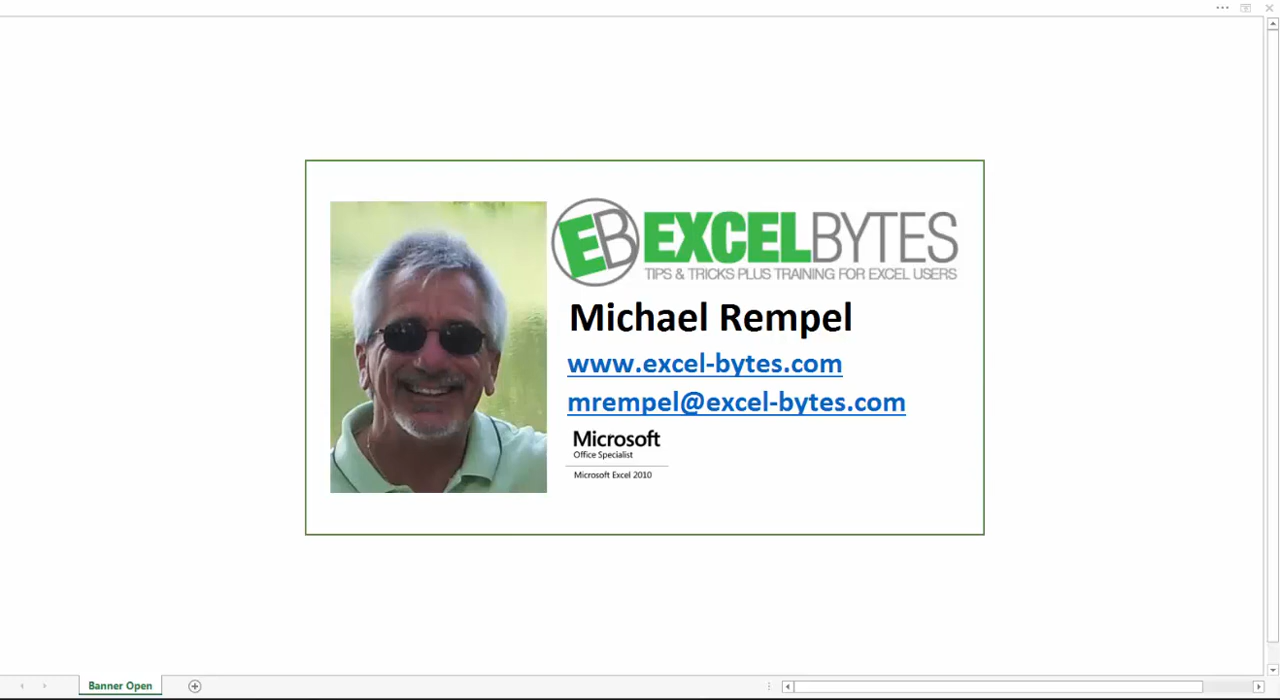 EB EXCELBYTES
TIPS & TRICKS PLUS TRAINING FOR EXCEL USERS
Michael Rempel
www.excel-bytes.com
mrempel@excel-bytes.com
Microsoft
Office Specialist
Microsoft Excel 2010
Banner Open